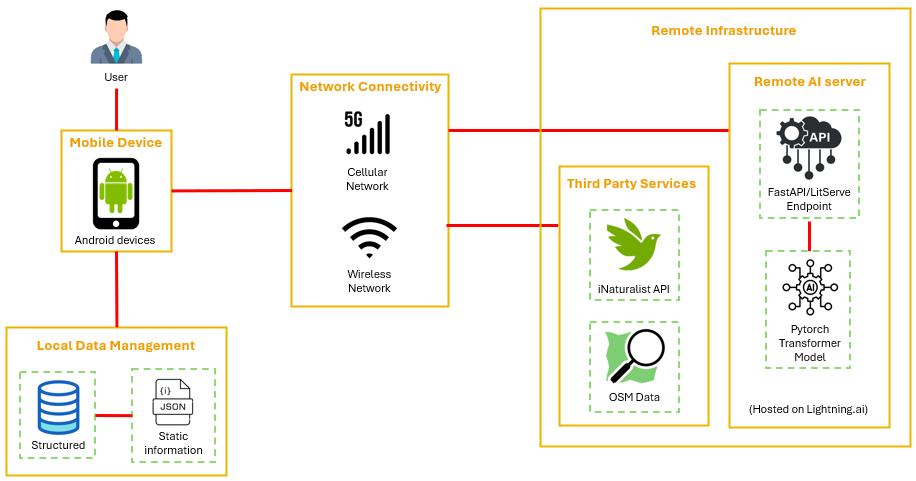 User
Mobile Device
Android devices
Local Data Management
Structured
{i}
JSON
Static
information
Network Connectivity
5G
Cellular
Network
Wireless
Network
Remote Infrastructure
Third Party Services
iNaturalist API
OSM Data
Remote AI server
API
FastAPI/LitServe
Endpoint
AI
Pytorch
Transformer
Model
(Hosted on Lightning.ai)